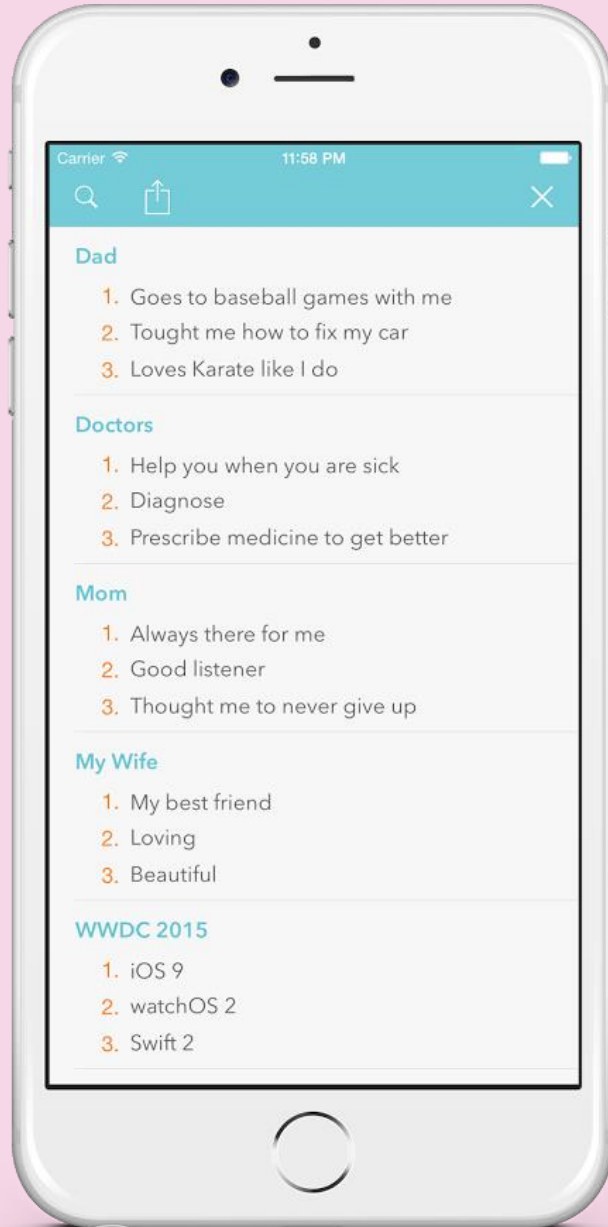 Carrier 11:58 PM
Dad
1. Goes to baseball games with me
2. Tought me how to fix my car
3. Loves Karate like I do
Doctors
1. Help you when you are sick
2. Diagnose
3. Prescribe medicine to get better
Mom
1. Always there for me
2. Good listener
3. Thought me to never give up
My Wife
1. My best friend
2. Loving
3. Beautiful
WWDC 2015
1. iOS 9
2. watchOS 2
3. Swift 2